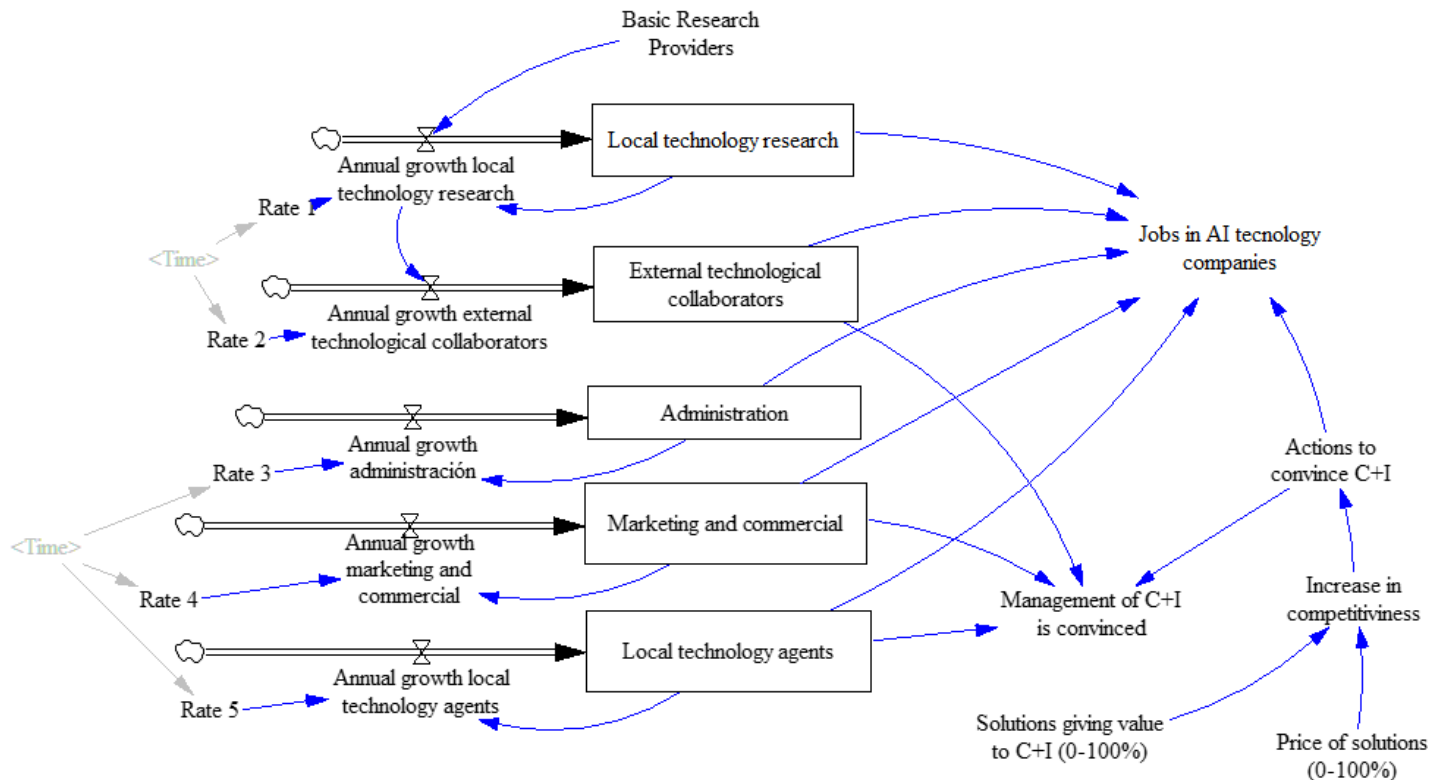 Basic Research
Providers
Local technology research
Annual growth local
technology research
Rate 1
<Time>
Jobs in AI tecnology
companies
External technological
collaborators
Annual growth external
technological collaborators
Rate 2
Administration
Annual growth
administración
Rate 3
Actions to
convince C+I
Marketing and commercial
<Time>
Annual growth
marketing and
commercial
Rate 4
Management of C+I
is convinced
Increase in
competitiviness
Local technology agents
Annual growth local
technology agents
Rate 5
Solutions giving value
to C+I (0-100%)
Price of solutions
(0-100%)